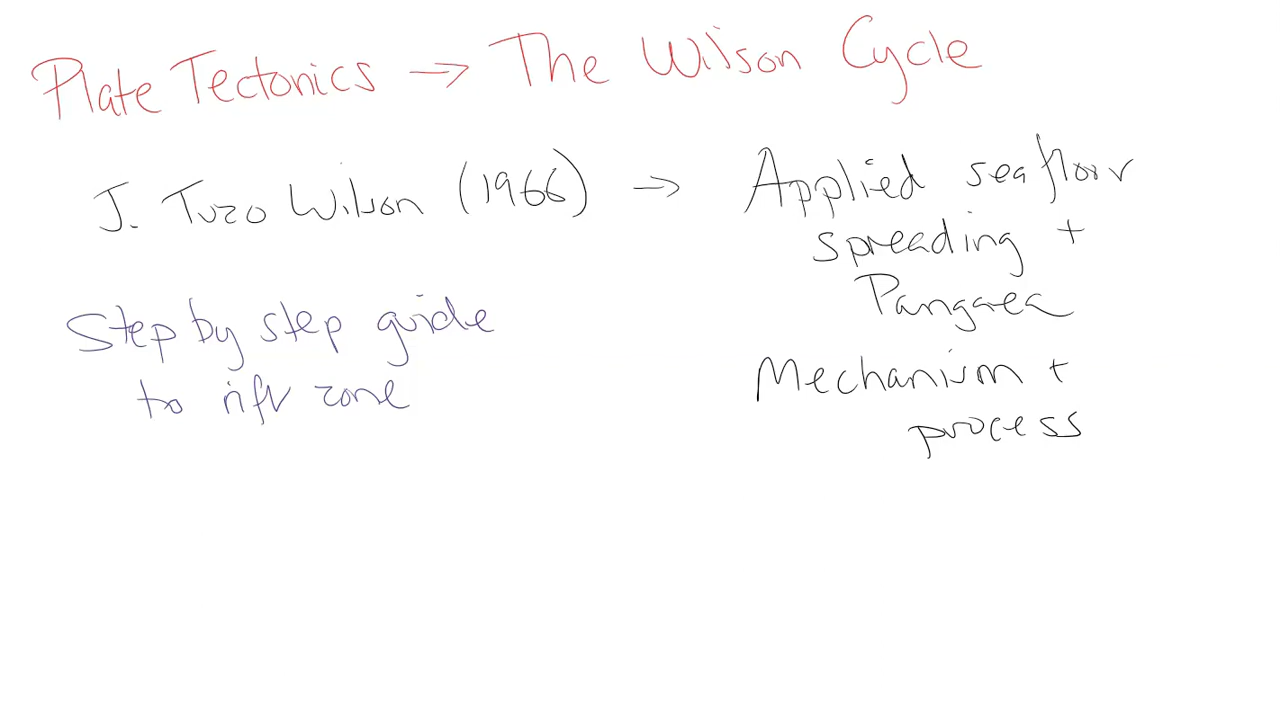 Plate Tectonics → The Wilson Cycle
J. Tuzo Wilson (1966) → Applied seafloor
spreading +
Pangaea
Step by step guide
to rift zone
Mechanism +
process